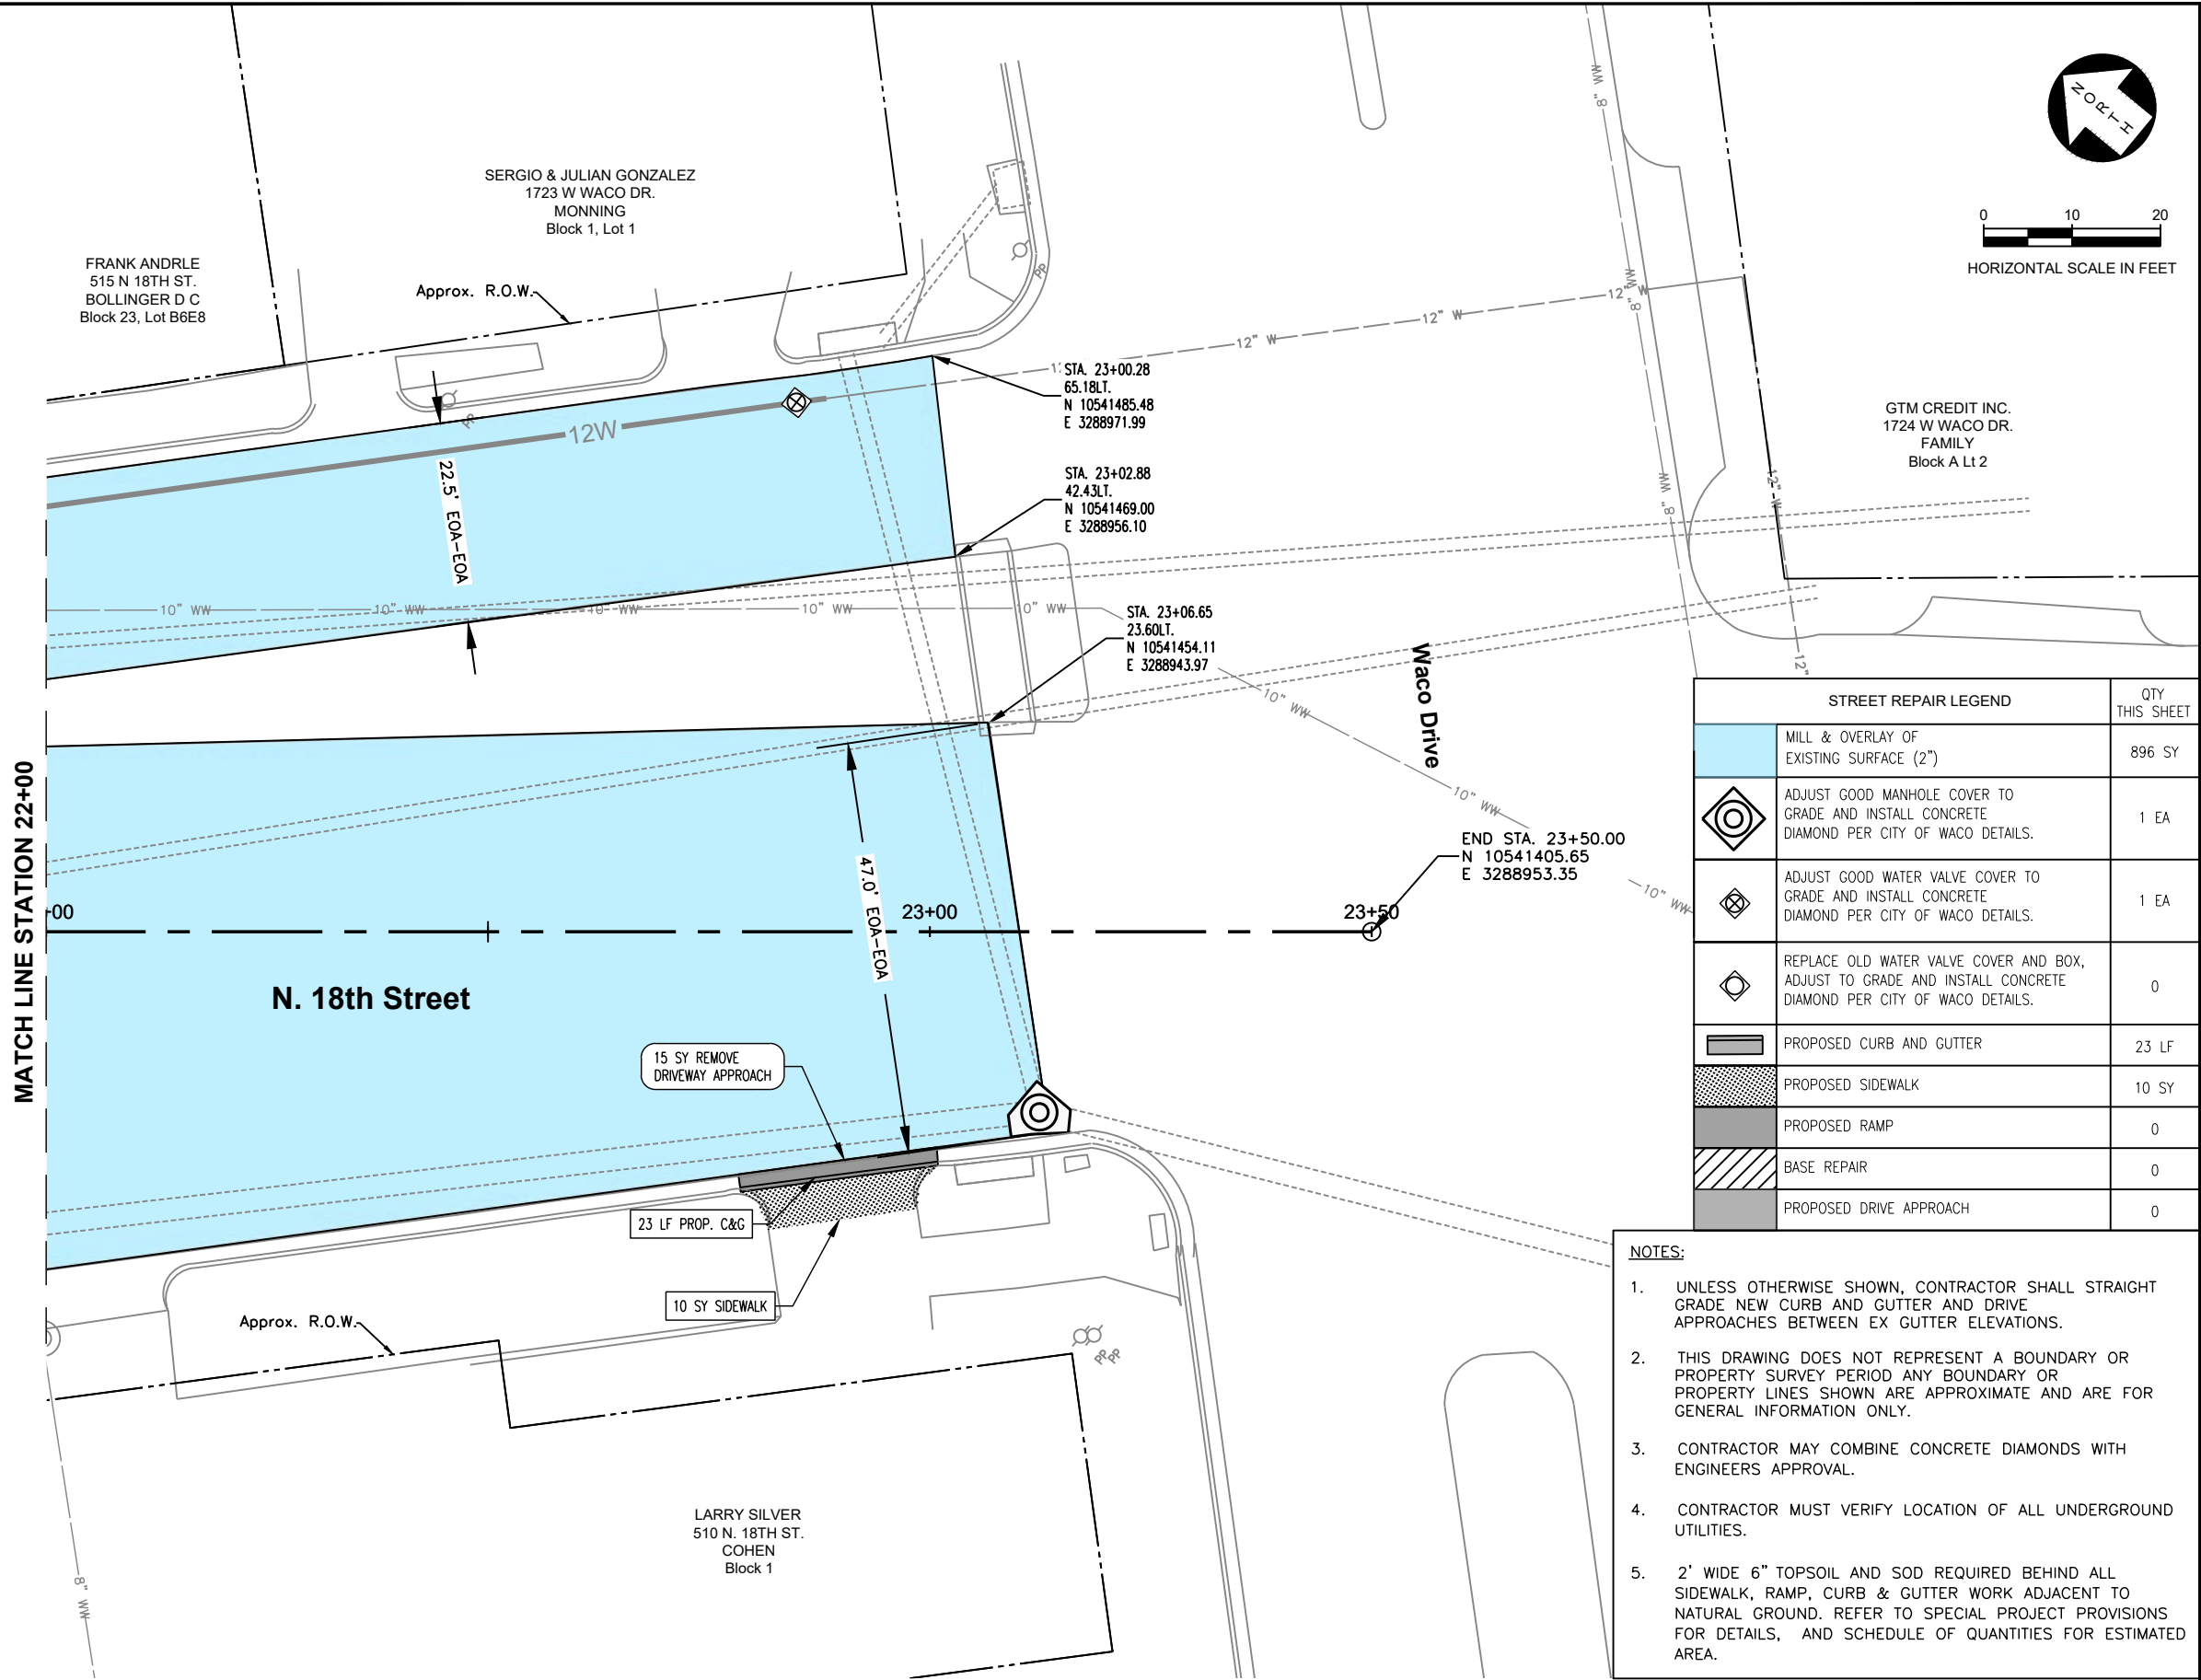 SERGIO & JULIAN GONZALEZ
1723 W WACO DR.
MONNING
Block 1, Lot 1
FRANK ANDRLE
515 N 18TH ST.
BOLLINGER D C
Block 23, Lot B6E8
Approx. R.O.W.
NORTH
0 10 20
HORIZONTAL SCALE IN FEET
GTM CREDIT INC.
1724 W WACO DR.
FAMILY
Block A Lt 2
8" WW
8" WW
8" WW
12" W
12" W
12" W
12" W
12"
PP
PP
STA. 23+00.28
65.18LT.
N 10541485.48
E 3288971.99
12W
22.5' EOA-EOA
STA. 23+02.88
42.43LT.
N 10541469.00
E 3288956.10
10" WW
10" WW
10" WW
10" WW
10" WW
STA. 23+06.65
23.60LT.
N 10541454.11
E 3288943.97
10" WW
10" WW
10" WW
Waco Drive
MATCH LINE STATION 22+00
+00
23+00
23+50
47.0' EOA-EOA
END STA. 23+50.00
N 10541405.65
E 3288953.35
N. 18th Street
15 SY REMOVE
DRIVEWAY APPROACH
23 LF PROP. C&G
10 SY SIDEWALK
Approx. R.O.W.
PP
PP
8" WW
LARRY SILVER
510 N. 18TH ST.
COHEN
Block 1
STREET REPAIR LEGEND
QTY
THIS SHEET
MILL & OVERLAY OF
EXISTING SURFACE (2")
896 SY
ADJUST GOOD MANHOLE COVER TO
GRADE AND INSTALL CONCRETE
DIAMOND PER CITY OF WACO DETAILS.
1 EA
ADJUST GOOD WATER VALVE COVER TO
GRADE AND INSTALL CONCRETE
DIAMOND PER CITY OF WACO DETAILS.
1 EA
REPLACE OLD WATER VALVE COVER AND BOX,
ADJUST TO GRADE AND INSTALL CONCRETE
DIAMOND PER CITY OF WACO DETAILS.
0
PROPOSED CURB AND GUTTER
23 LF
PROPOSED SIDEWALK
10 SY
PROPOSED RAMP
0
BASE REPAIR
0
PROPOSED DRIVE APPROACH
0
NOTES:
1. UNLESS OTHERWISE SHOWN, CONTRACTOR SHALL STRAIGHT
GRADE NEW CURB AND GUTTER AND DRIVE
APPROACHES BETWEEN EX GUTTER ELEVATIONS.
2. THIS DRAWING DOES NOT REPRESENT A BOUNDARY OR
PROPERTY SURVEY PERIOD ANY BOUNDARY OR
PROPERTY LINES SHOWN ARE APPROXIMATE AND ARE FOR
GENERAL INFORMATION ONLY.
3. CONTRACTOR MAY COMBINE CONCRETE DIAMONDS WITH
ENGINEERS APPROVAL.
4. CONTRACTOR MUST VERIFY LOCATION OF ALL UNDERGROUND
UTILITIES.
5. 2' WIDE 6" TOPSOIL AND SOD REQUIRED BEHIND ALL
SIDEWALK, RAMP, CURB & GUTTER WORK ADJACENT TO
NATURAL GROUND. REFER TO SPECIAL PROJECT PROVISIONS
FOR DETAILS, AND SCHEDULE OF QUANTITIES FOR ESTIMATED
AREA.